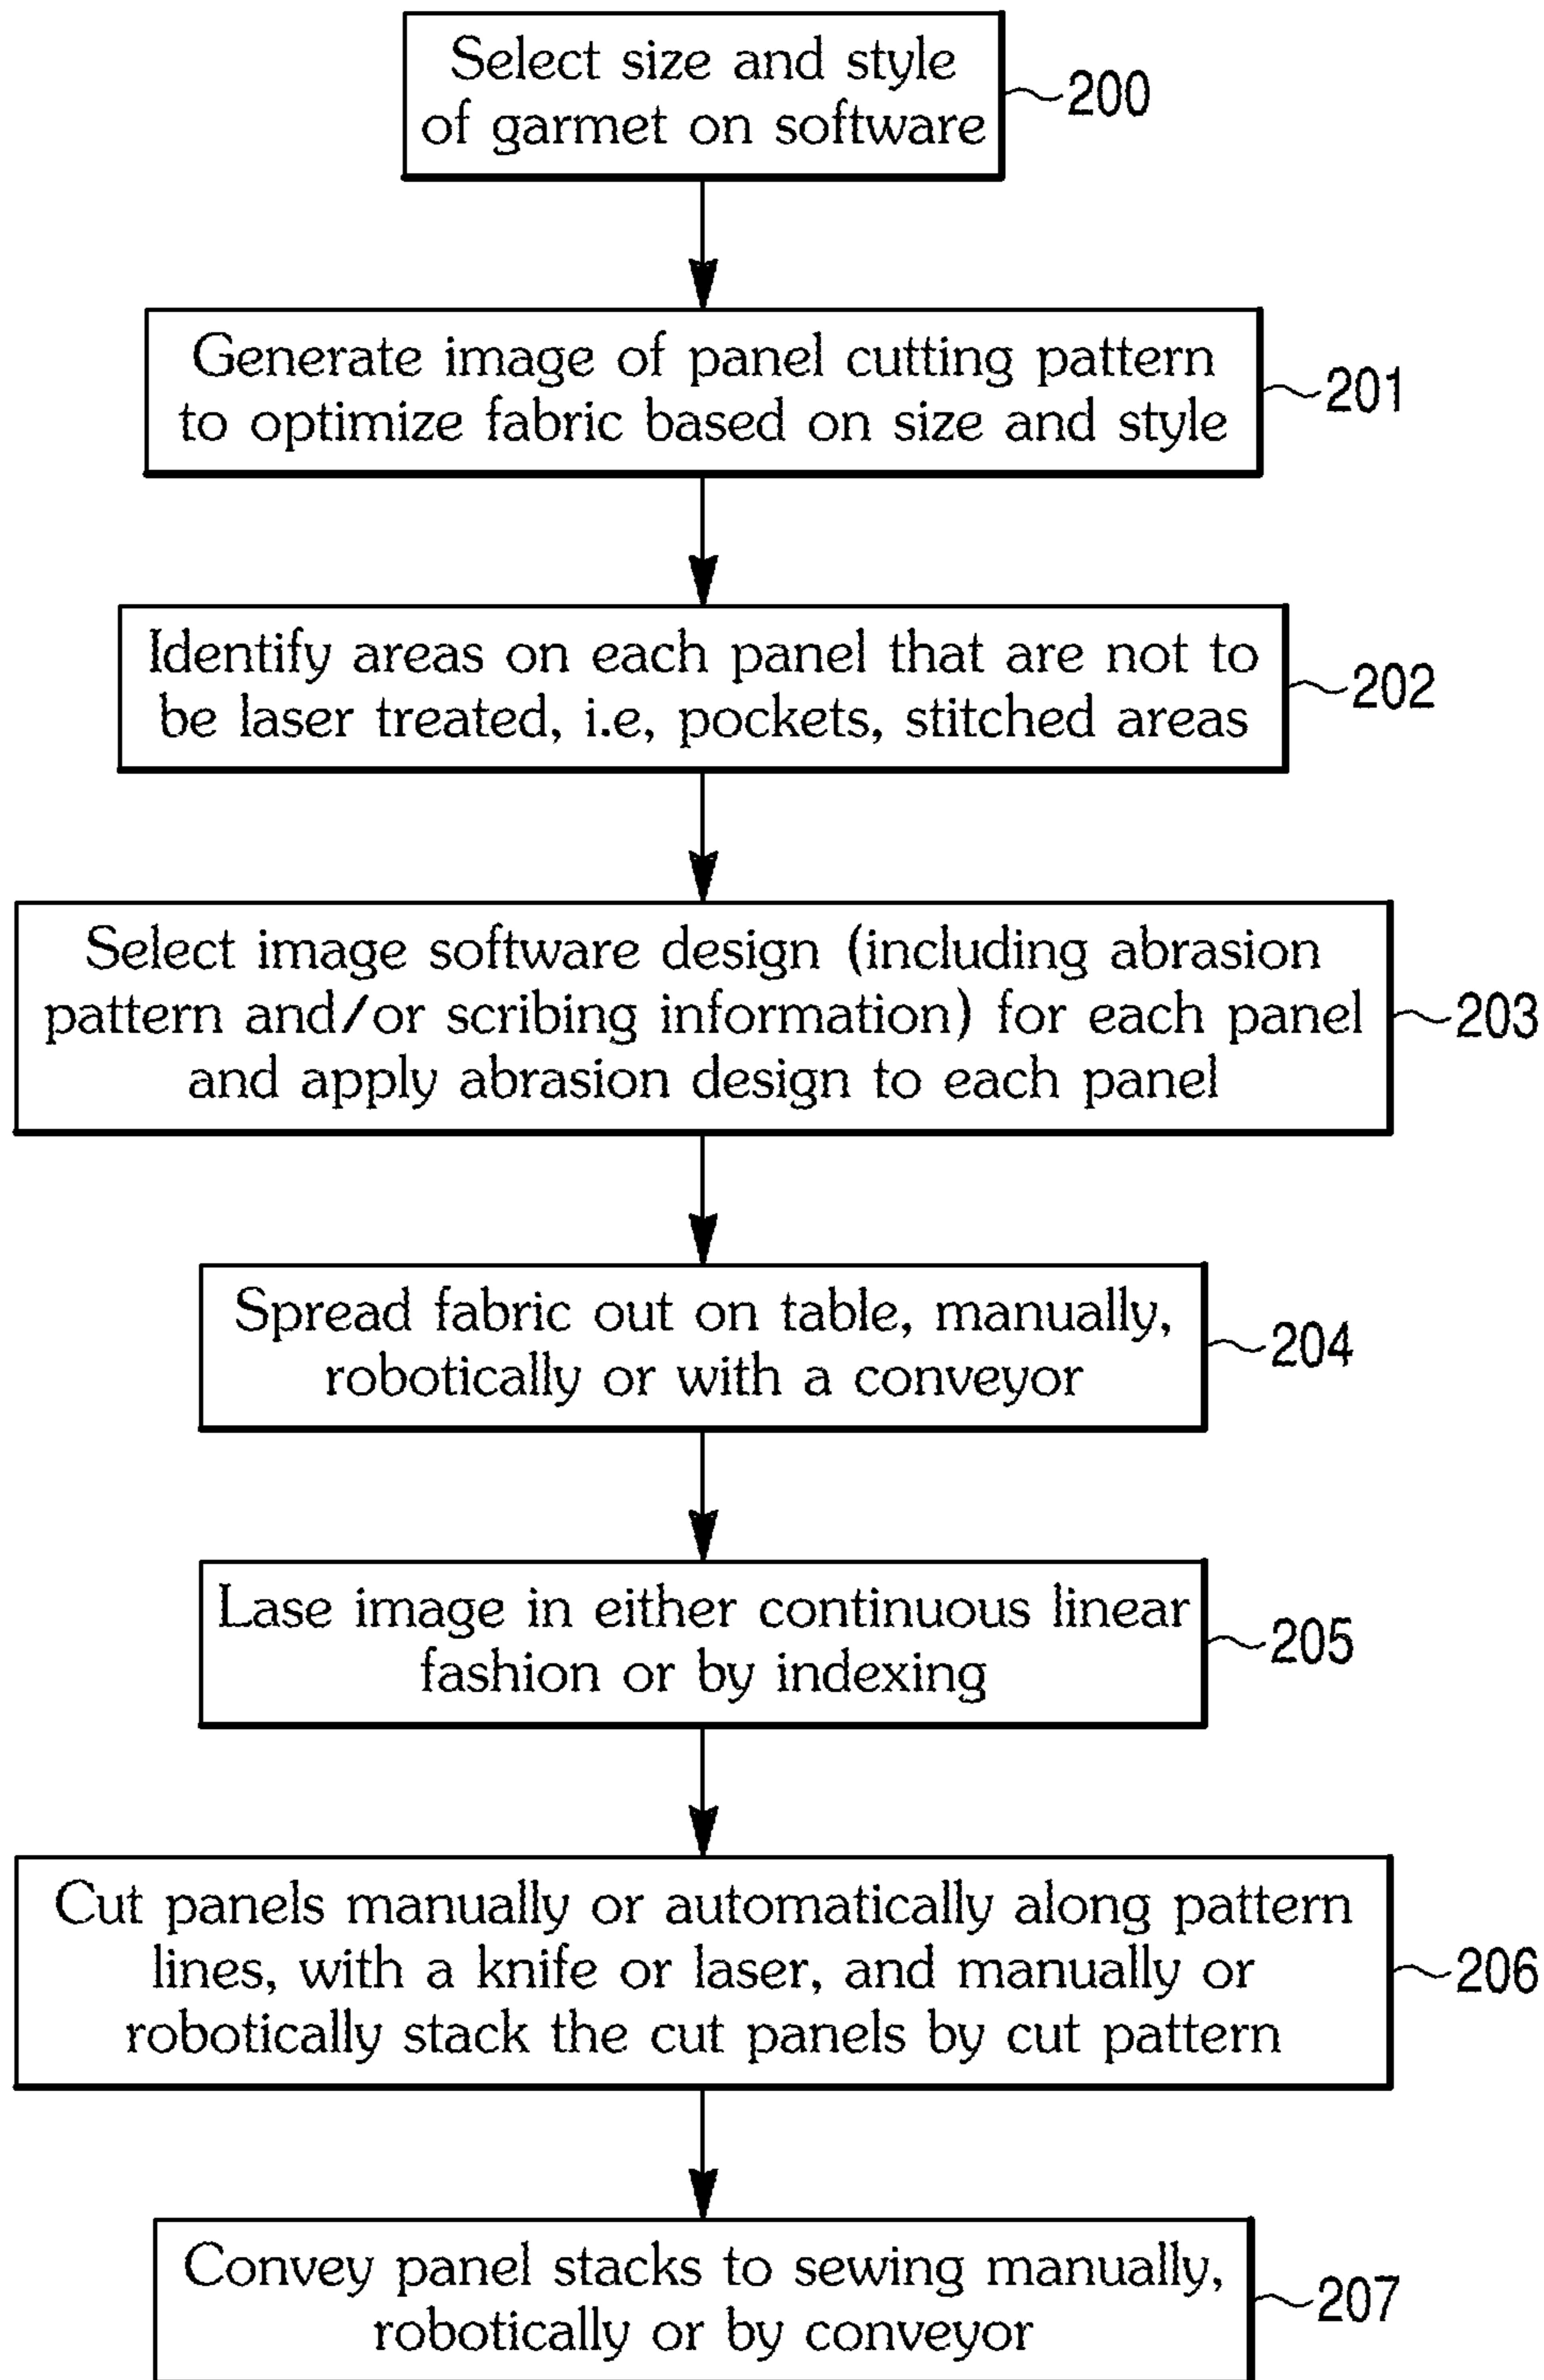 Select size and style
of garmet on software
200
Generate image of panel cutting pattern
to optimize fabric based on size and style
201
Identify areas on each panel that are not to
be laser treated, i.e, pockets, stitched areas
202
Select image software design (including abrasion
pattern and/or scribing information) for each panel
and apply abrasion design to each panel
203
Spread fabric out on table, manually,
robotically or with a conveyor
204
Lase image in either continuous linear
fashion or by indexing
205
Cut panels manually or automatically along pattern
lines, with a knife or laser, and manually or
robotically stack the cut panels by cut pattern
206
Convey panel stacks to sewing manually,
robotically or by conveyor
207